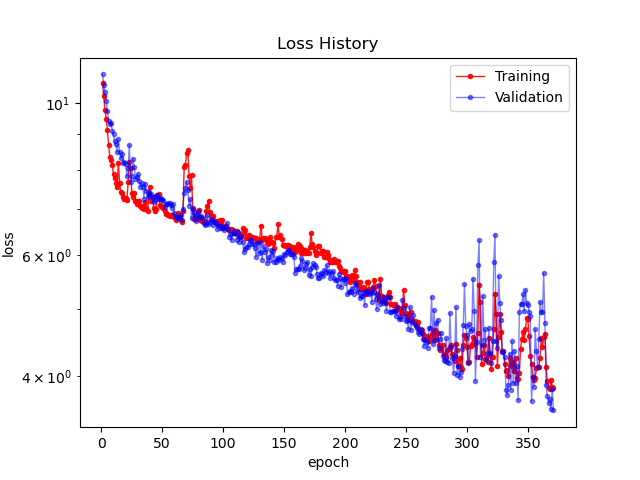 Loss History
Training
Validation
10¹
6 × 10⁰
4 × 10⁰
loss
0 50 100 150 200 250 300 350
epoch